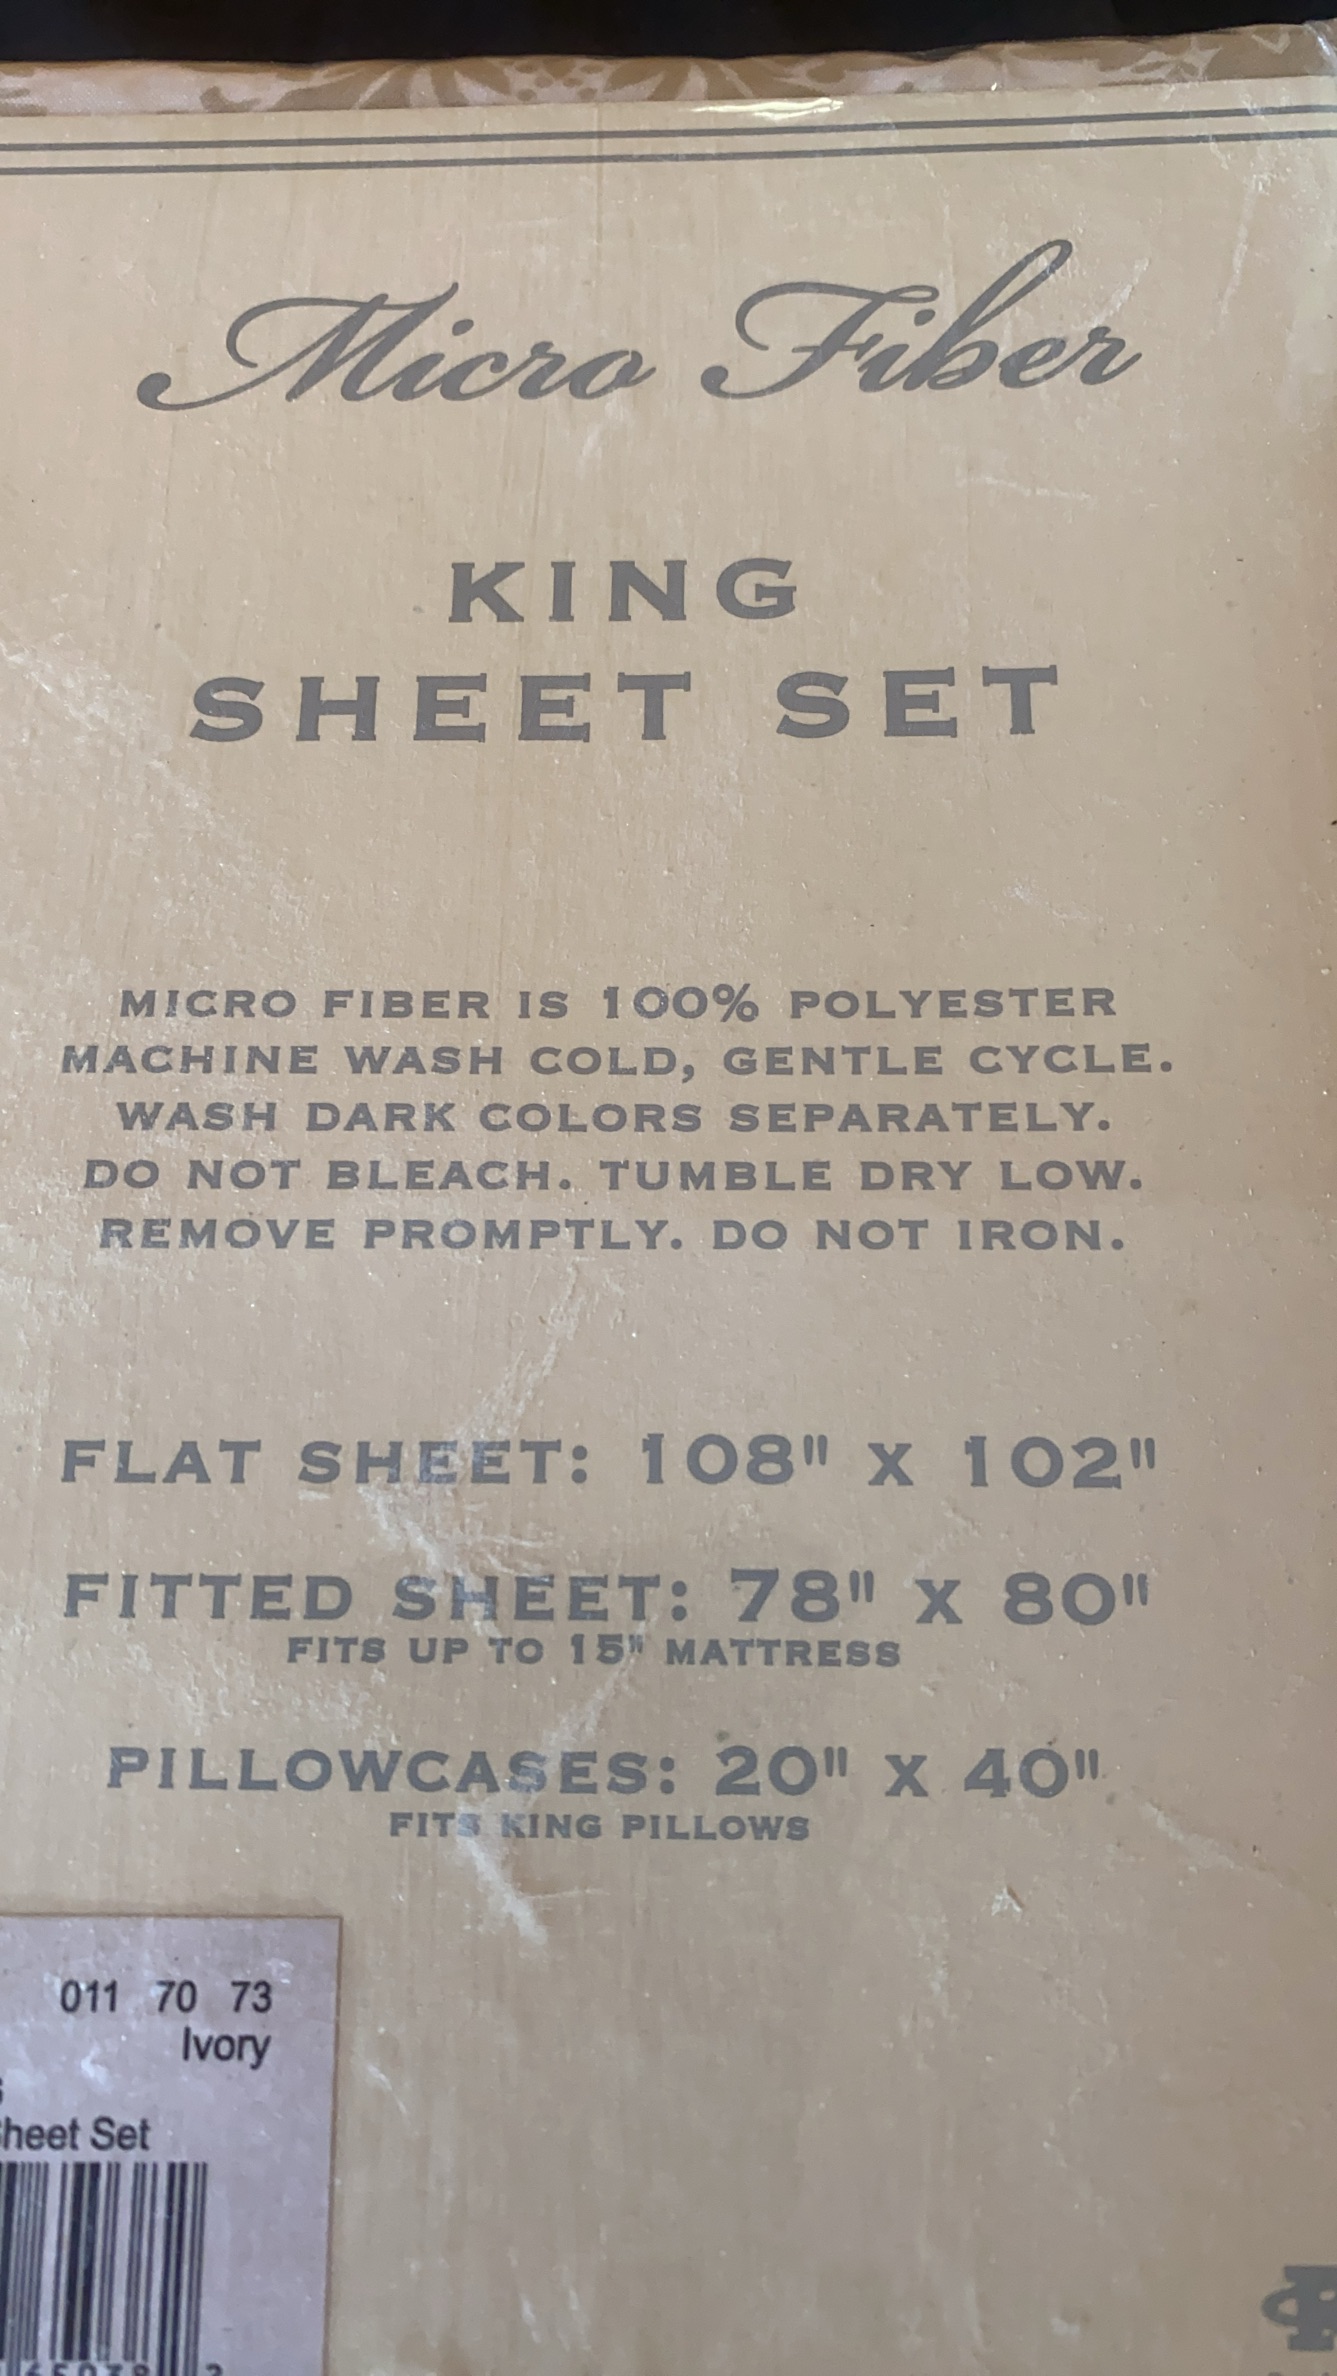 Micro Fiber
KING
SHEET SET
MICRO FIBER IS 100% POLYESTER
MACHINE WASH COLD, GENTLE CYCLE.
WASH DARK COLORS SEPARATELY.
DO NOT BLEACH. TUMBLE DRY LOW.
REMOVE PROMPTLY. DO NOT IRON.
FLAT SHEET: 108" X 102"
FITTED SHEET: 78" X 80"
FITS UP TO 15" MATTRESS
PILLOWCASES: 20" X 40"
FITS KING PILLOWS
011 70 73
Ivory
heet Set